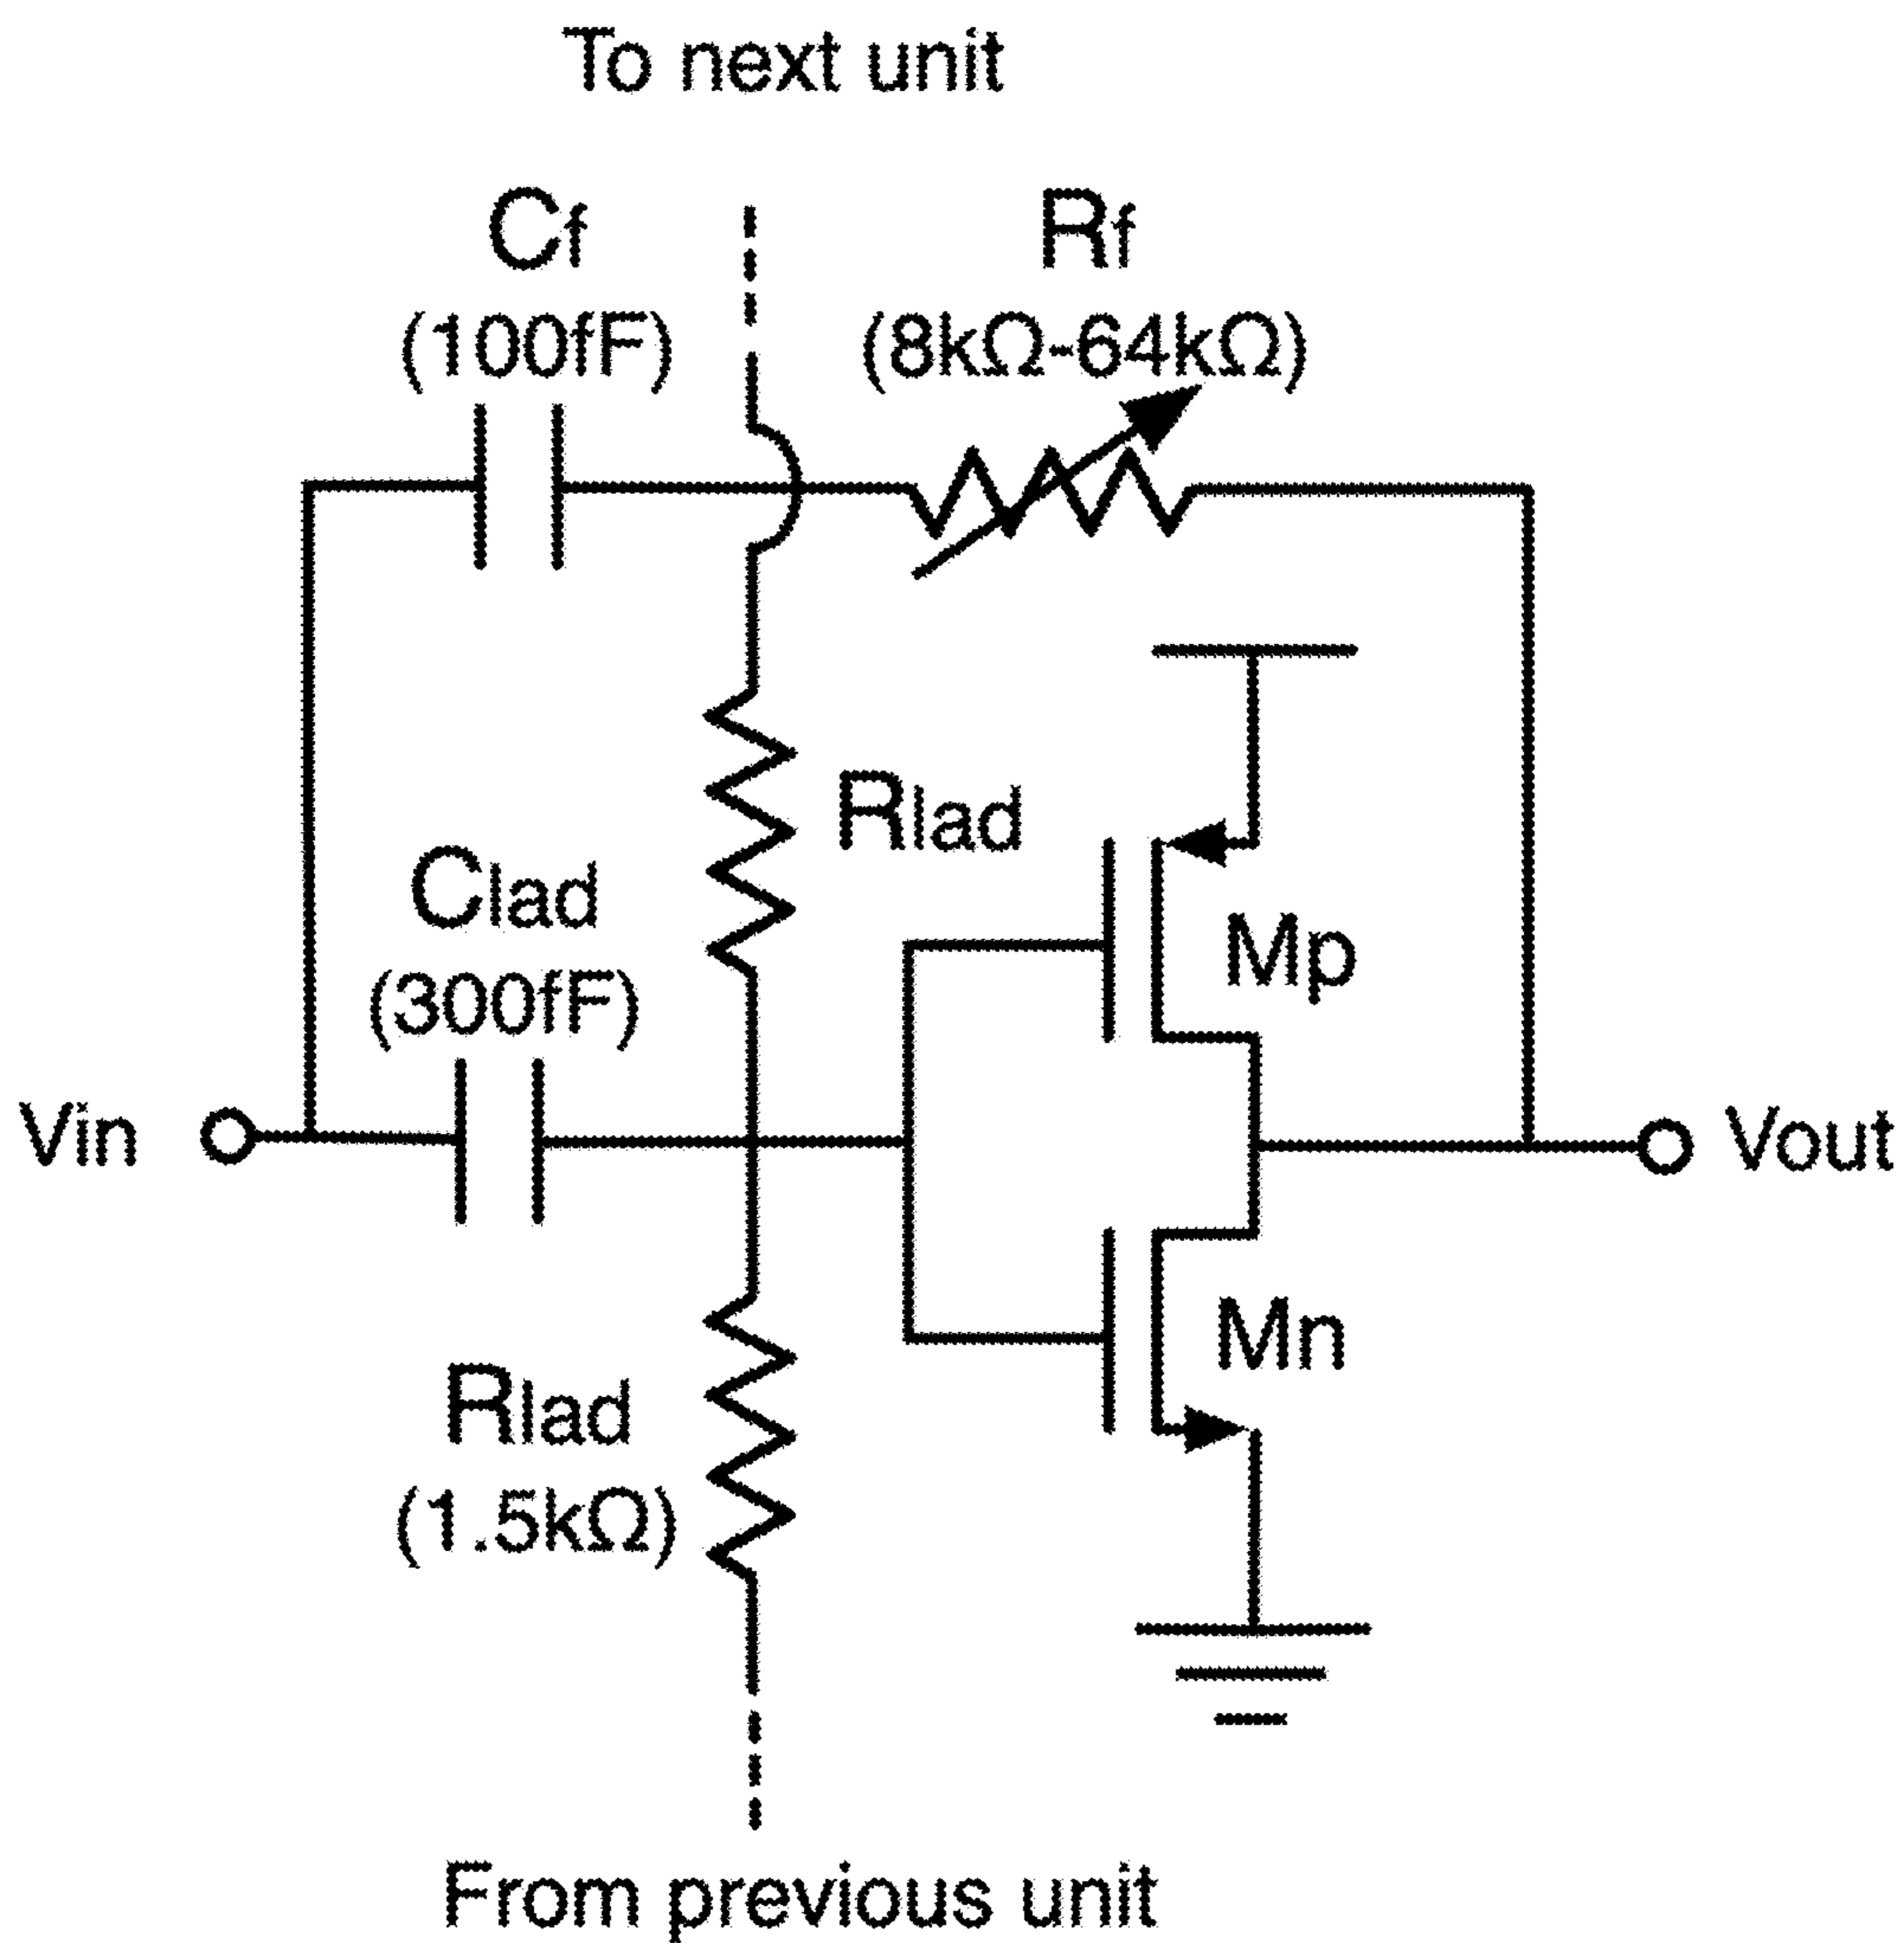 To next unit
Cf
(100fF)
Rf
(8kΩ-64kΩ)
Rlad
Clad
(300fF)
Mp
Vin
Vout
Mn
Rlad
(1.5kΩ)
From previous unit